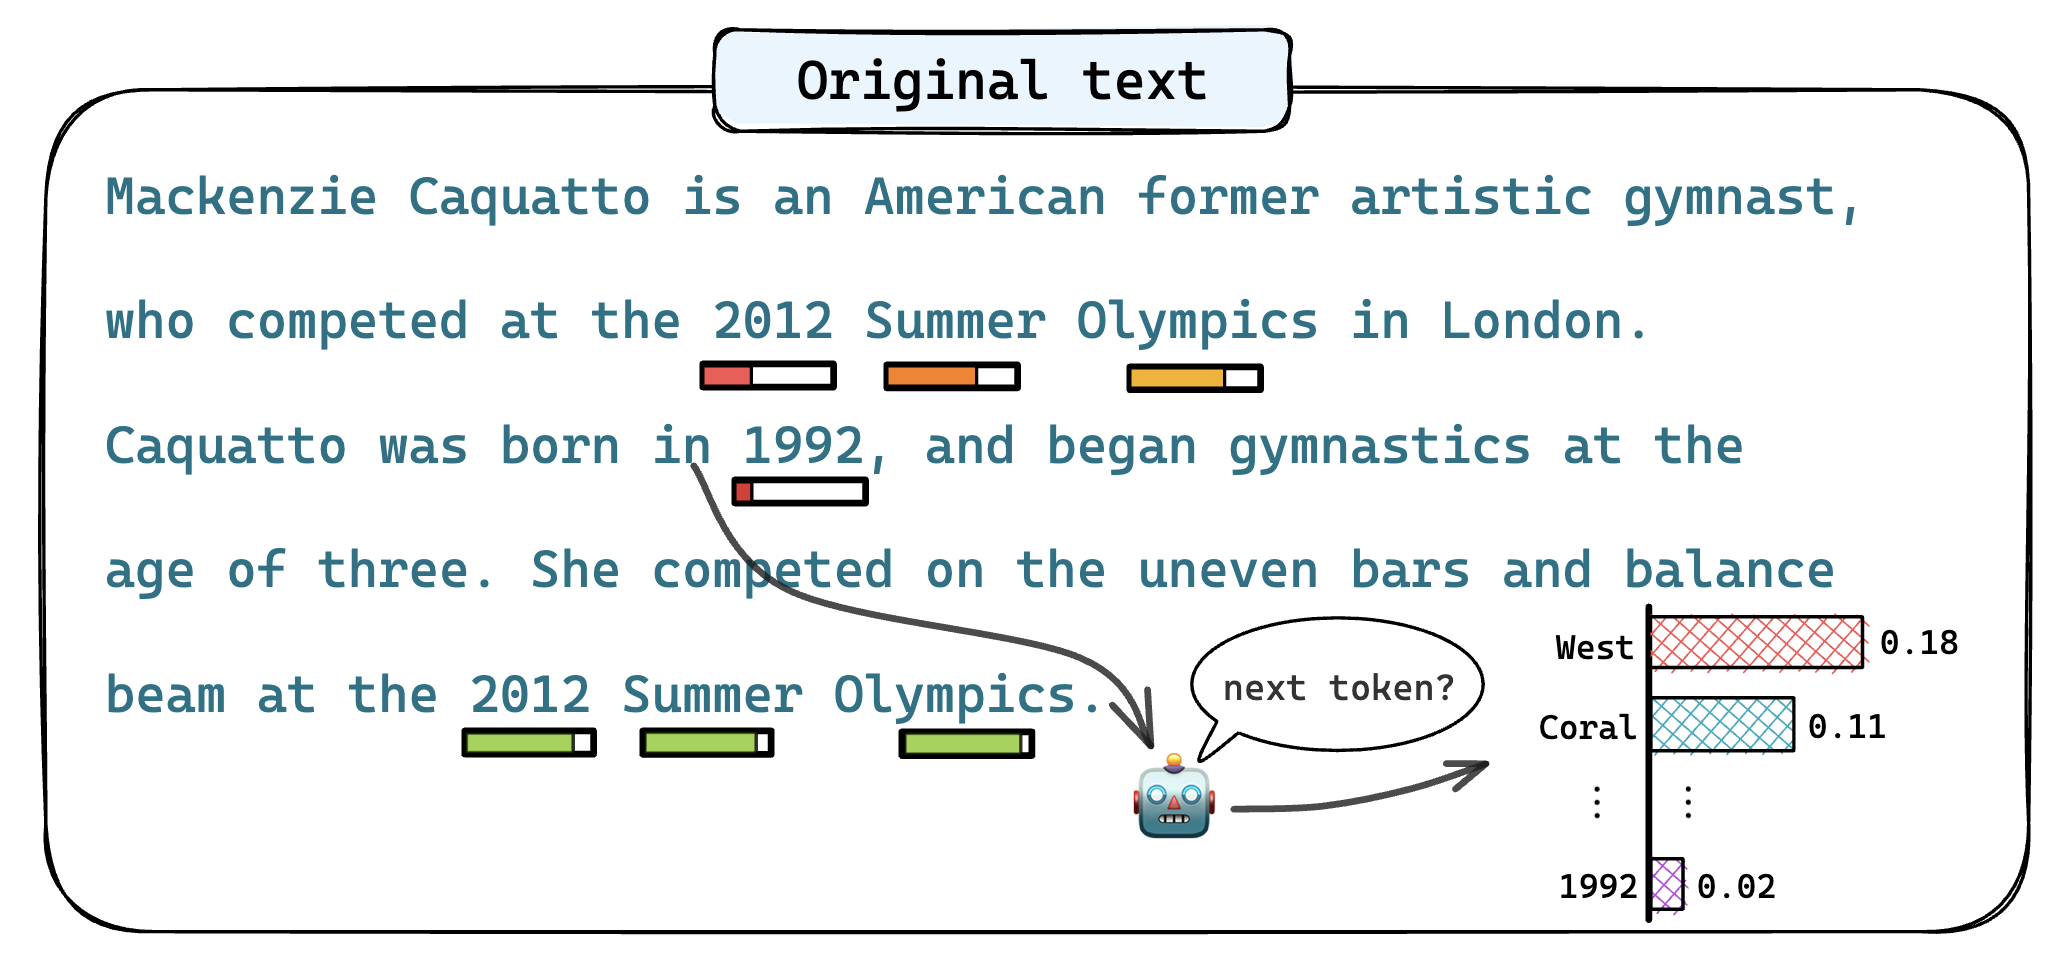 Original text
Mackenzie Caquatto is an American former artistic gymnast,
who competed at the 2012 Summer Olympics in London.
Caquatto was born in 1992, and began gymnastics at the
age of three. She competed on the uneven bars and balance
beam at the 2012 Summer Olympics.
next token?
West 0.18
Coral 0.11
⋮ ⋮
1992 0.02